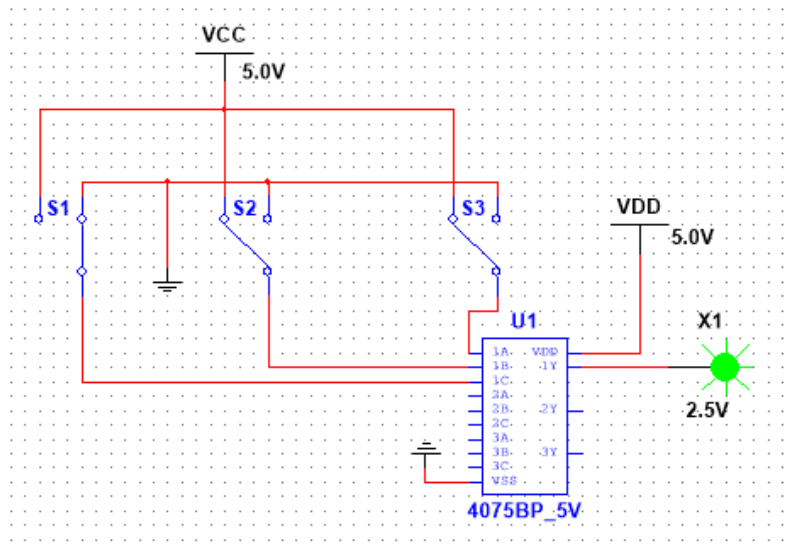 VCC
5.0V
S1
S2
S3
VDD
5.0V
U1
X1
1A
VDD
1B
1Y
1C
2A
2B
2Y
2C
3A
3B
3Y
3C
VSS
2.5V
4075BP_5V